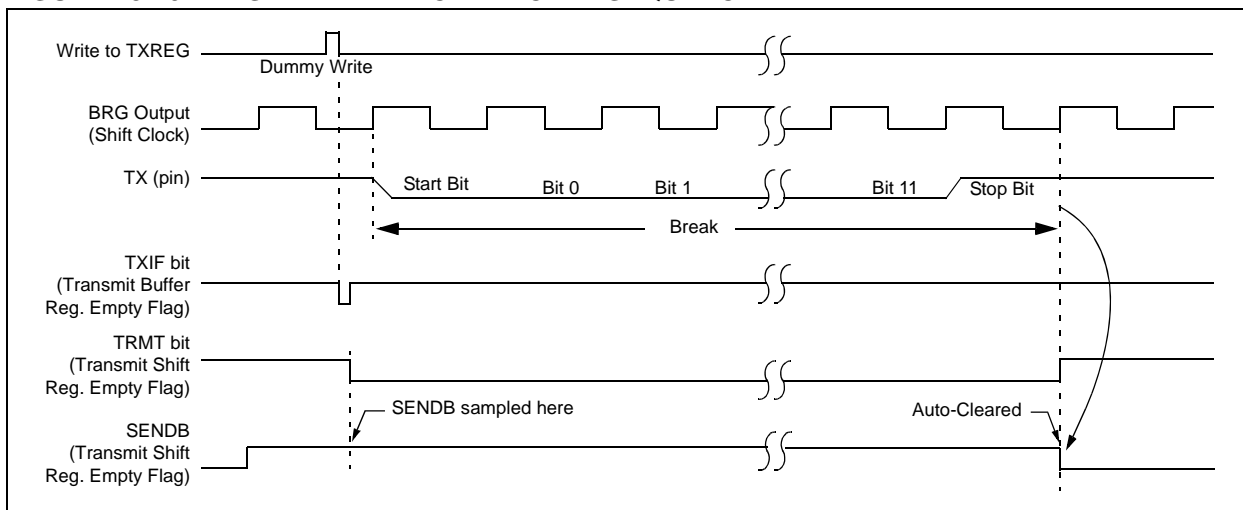 Write to TXREG
Dummy Write
BRG Output
(Shift Clock)
TX (pin)
Start Bit
Bit 0
Bit 1
Bit 11
Stop Bit
Break
TXIF bit
(Transmit Buffer
Reg. Empty Flag)
TRMT bit
(Transmit Shift
Reg. Empty Flag)
SENDB sampled here
Auto-Cleared
SENDB
(Transmit Shift
Reg. Empty Flag)